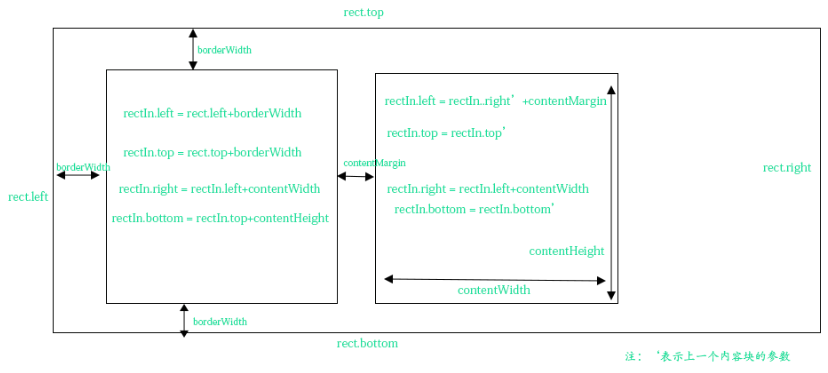 rect.top
borderWidth
rectIn.left = rect.left+borderWidth
rectIn.top = rect.top+borderWidth
borderWidth
rect.left
rectIn.right = rectIn.left+contentWidth
rectIn.bottom = rectIn.top+contentHeight
contentMargin
rectIn.left = rectIn..right’ +contentMargin
rectIn.top = rectIn.top’
rectIn.right = rectIn.left+contentWidth
rectIn.bottom = rectIn.bottom’
contentHeight
contentWidth
rect.right
borderWidth
rect.bottom
注：‘表示上一个内容块的参数